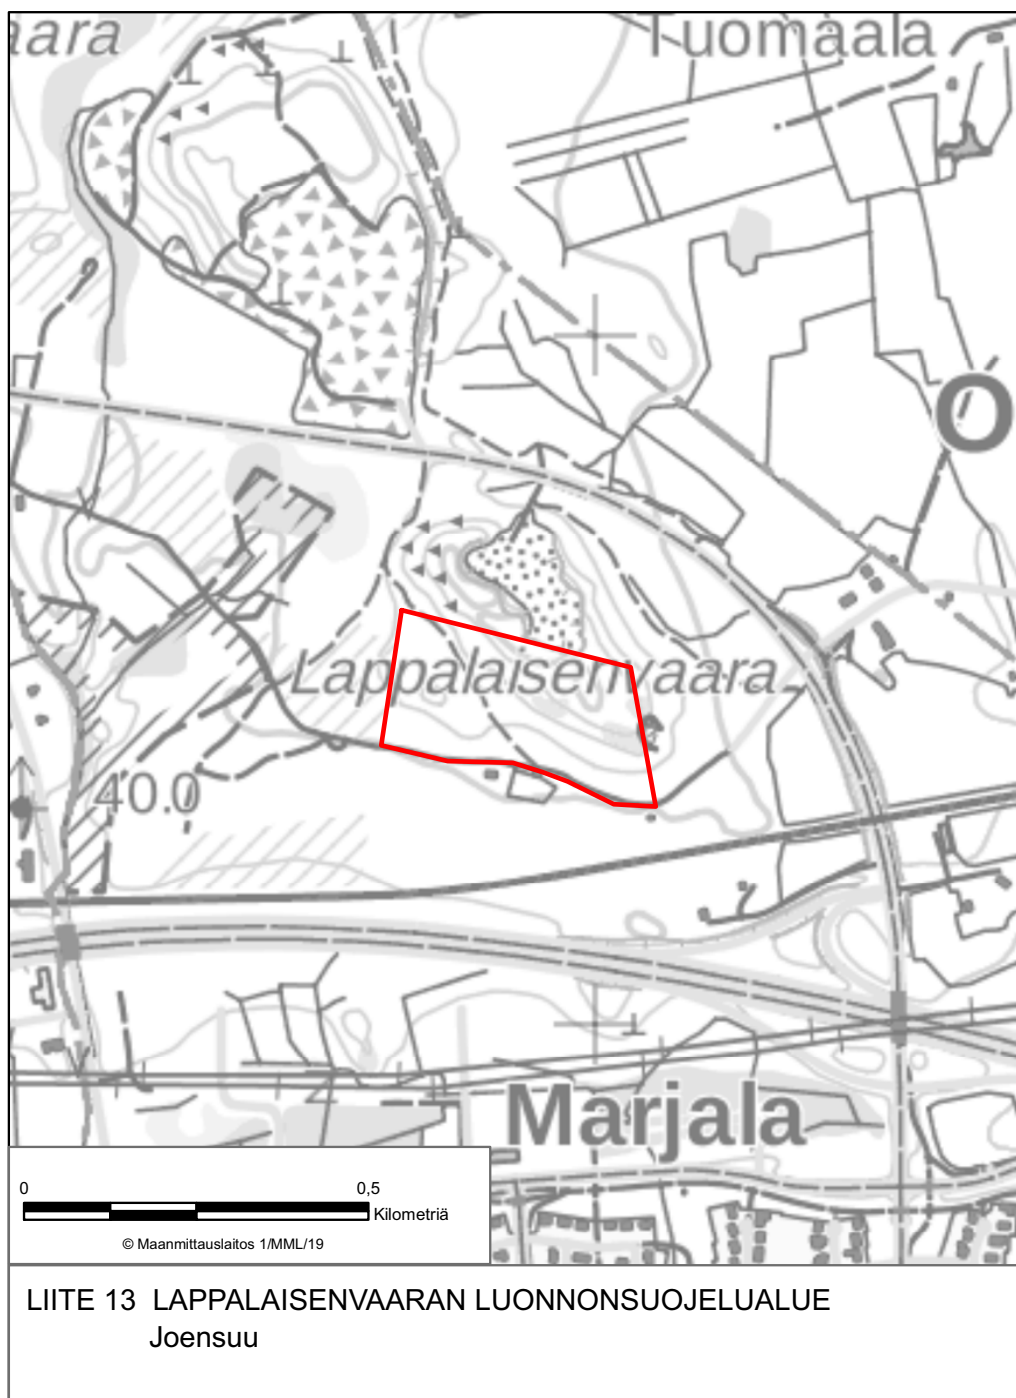 aara
Tuomaala
Lappalaisenvaara
40.0
Marjala
0 0,5
Kilometriä
© Maanmittauslaitos 1/MML/19
LIITE 13 LAPPALAISENVAARAN LUONNONSUOJELUALUE
Joensuu